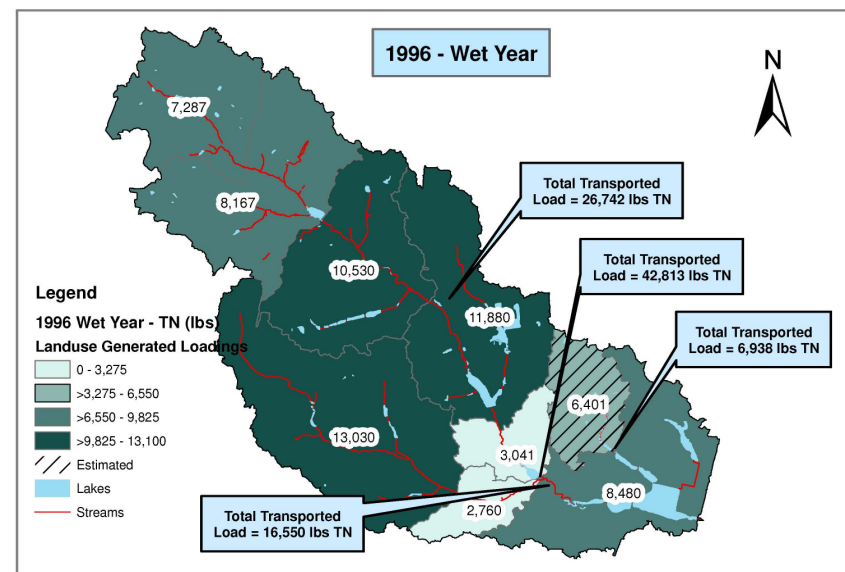 1996 - Wet Year
N
7,287
8,167
Total Transported
Load = 26,742 lbs TN
10,530
Total Transported
Load = 42,813 lbs TN
11,880
Total Transported
Load = 6,938 lbs TN
6,401
13,030
3,041
8,480
2,760
Total Transported
Load = 16,550 lbs TN
Legend
1996 Wet Year - TN (lbs)
Landuse Generated Loadings
0 - 3,275
>3,275 - 6,550
>6,550 - 9,825
>9,825 - 13,100
Estimated
Lakes
Streams